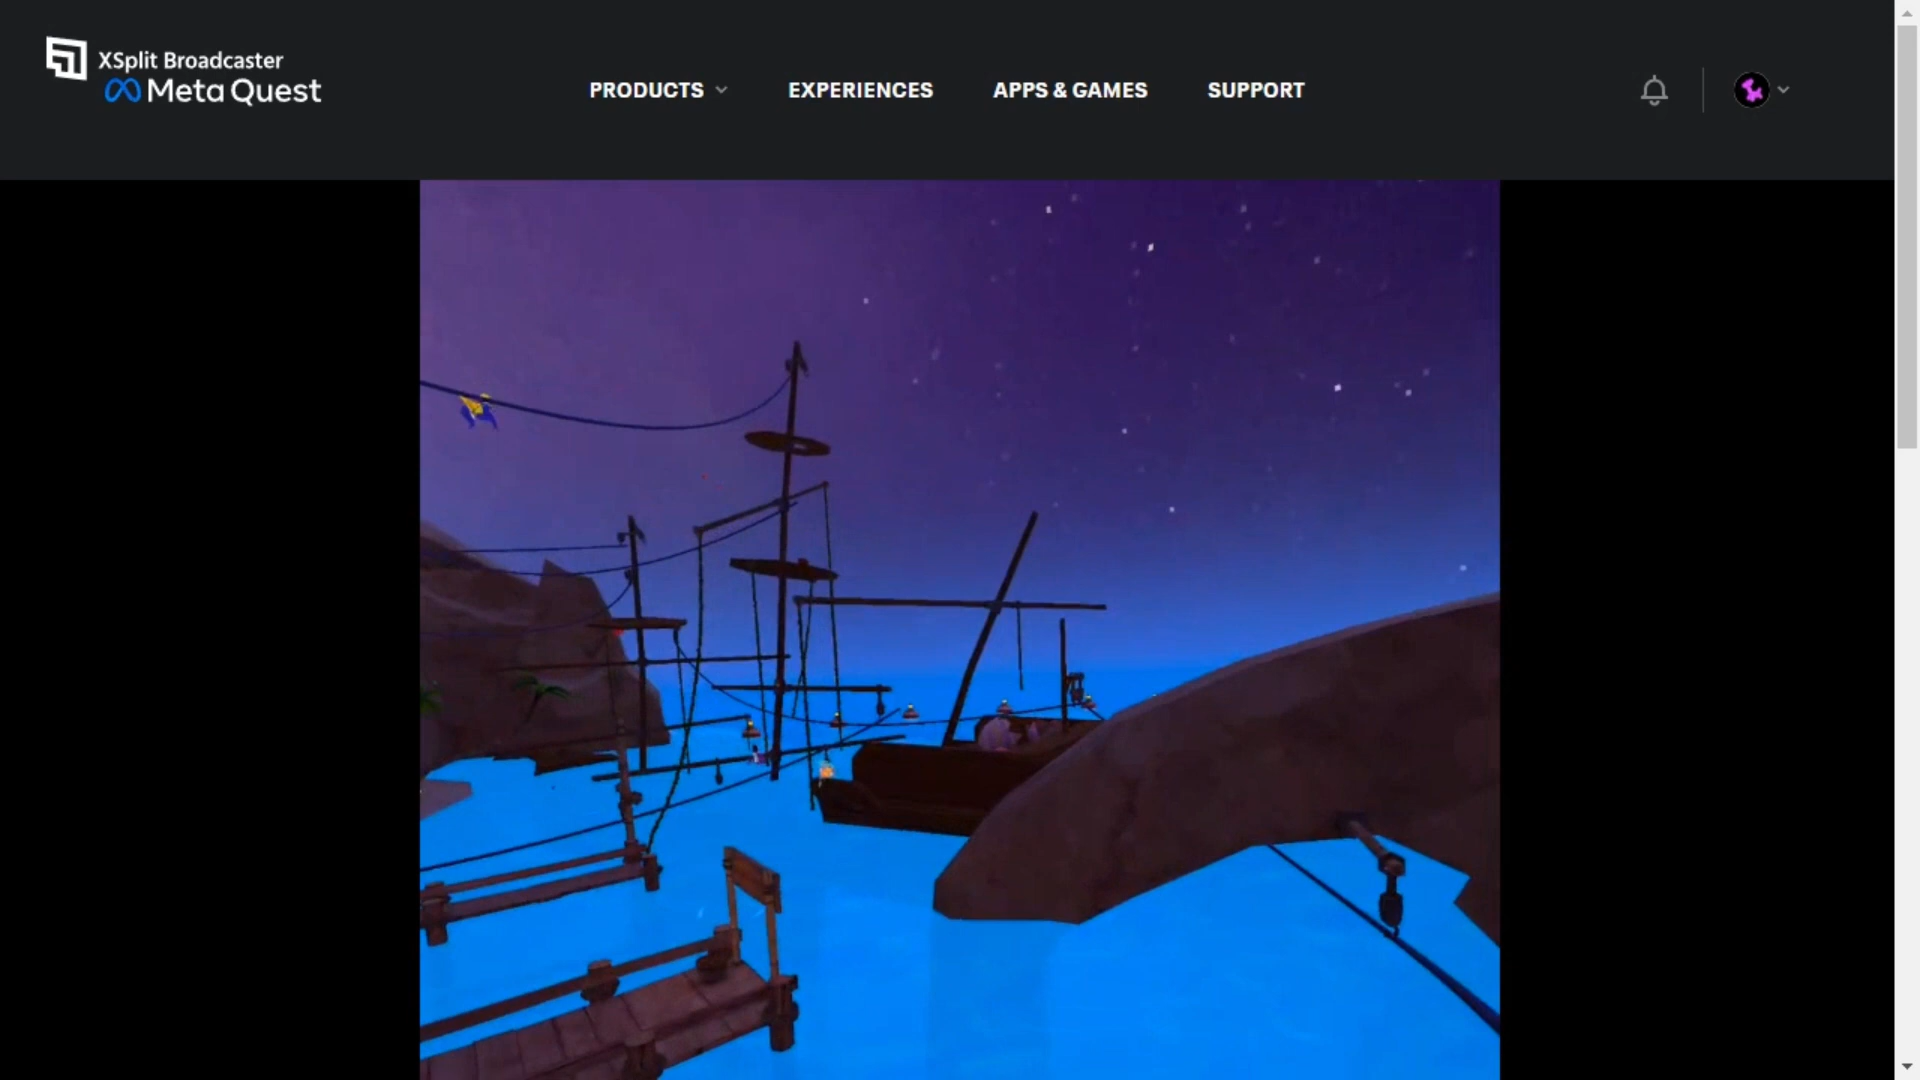 XSplit Broadcaster
Meta Quest
PRODUCTS
EXPERIENCES
APPS & GAMES
SUPPORT